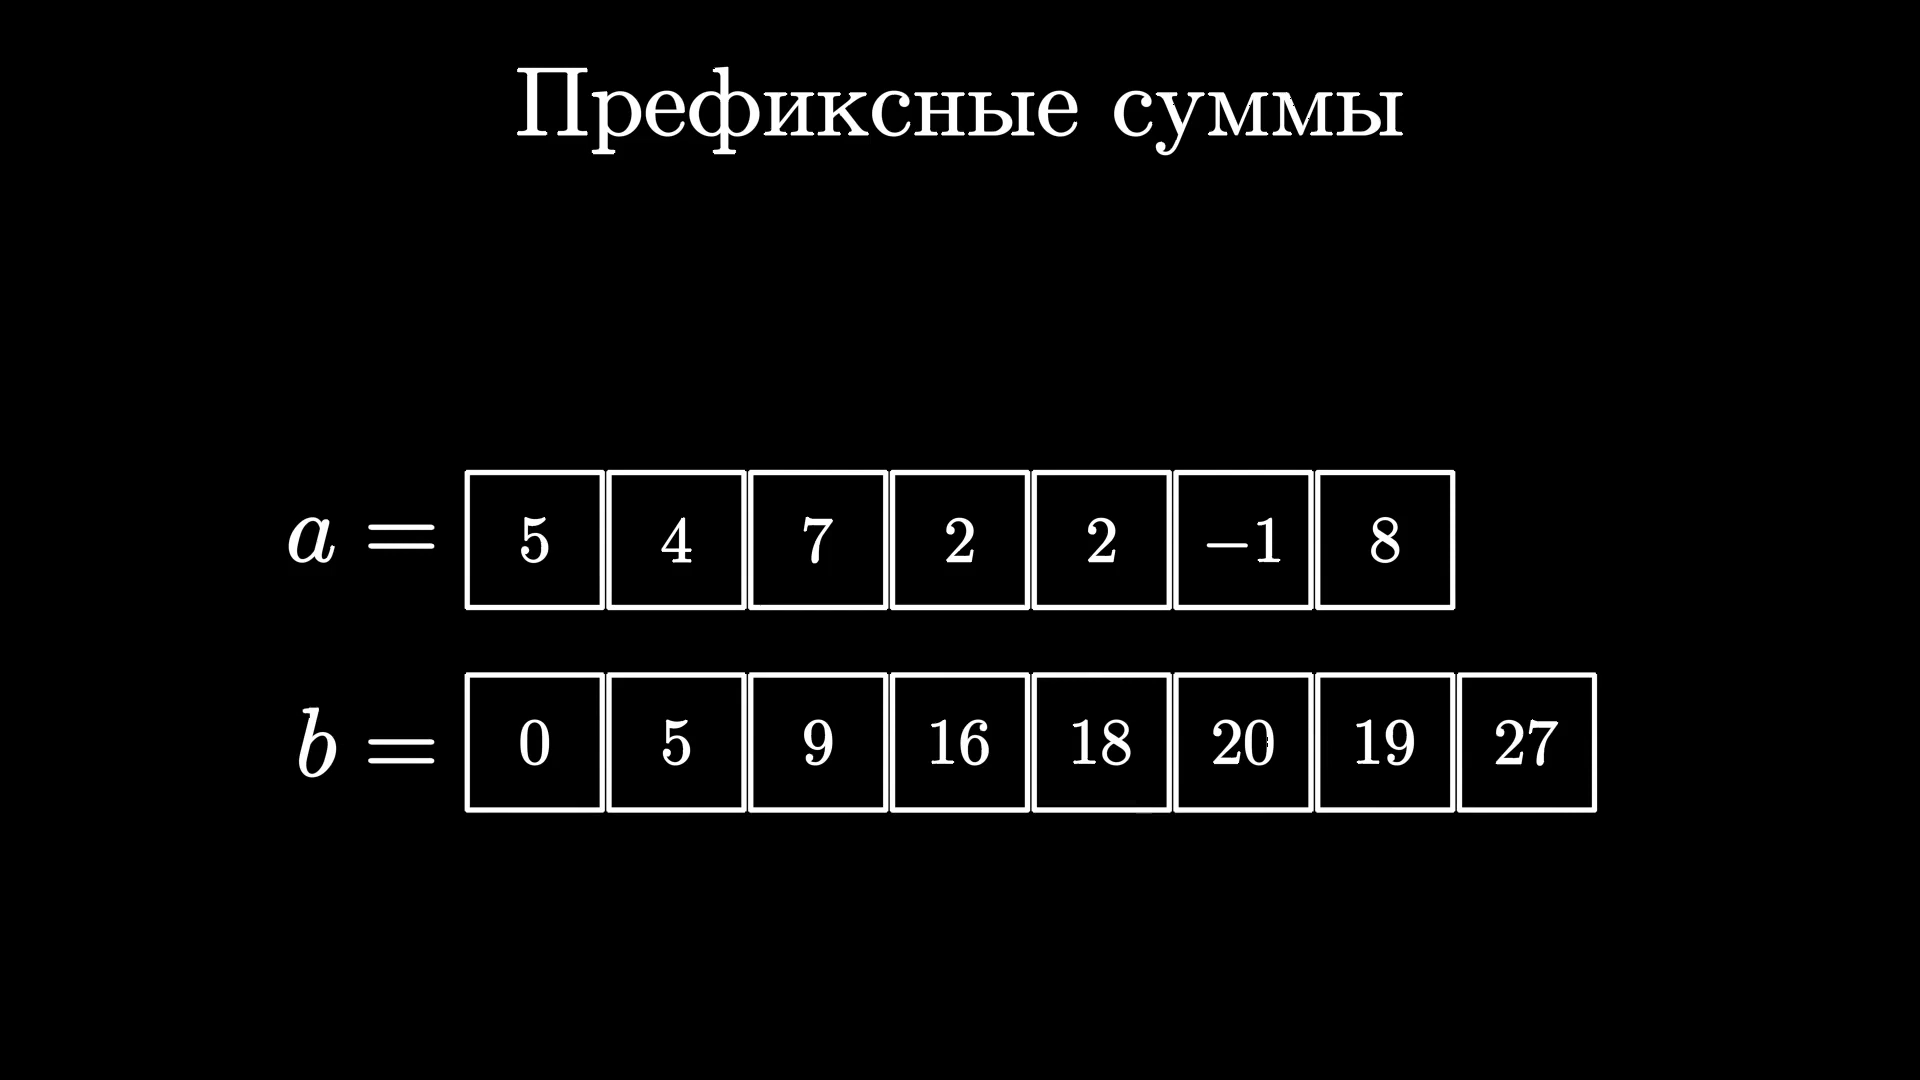 Префиксные суммы
a = 5 4 7 2 2 −1 8
b = 0 5 9 16 18 20 19 27